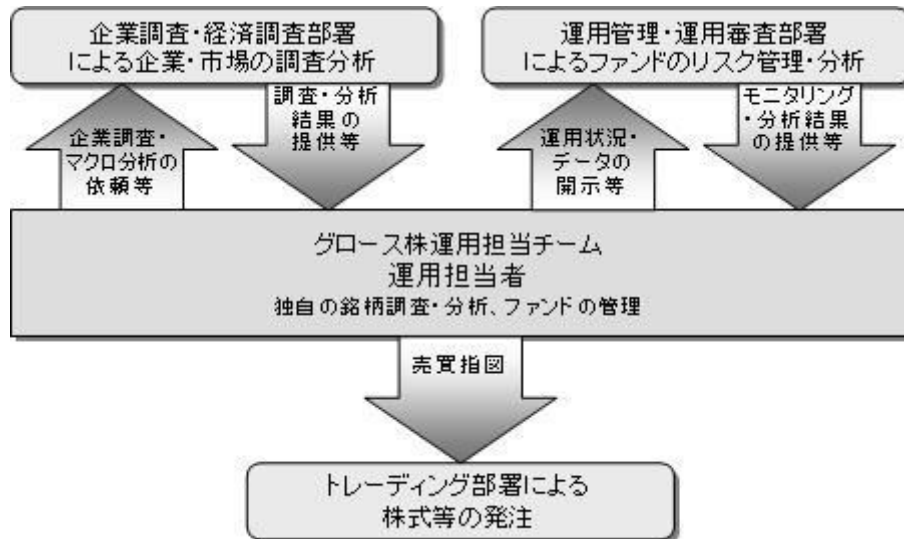 企業調査・経済調査部署
による企業・市場の調査分析
運用管理・運用審査部署
によるファンドのリスク管理・分析
企業調査・
マクロ分析の
依頼等
調査・分析
結果の
提供等
運用状況・
データの
開示等
モニタリング
・分析結果
の提供等
グロース株運用担当チーム
運用担当者
独自の銘柄調査・分析、ファンドの管理
売買指図
トレーディング部署による
株式等の発注